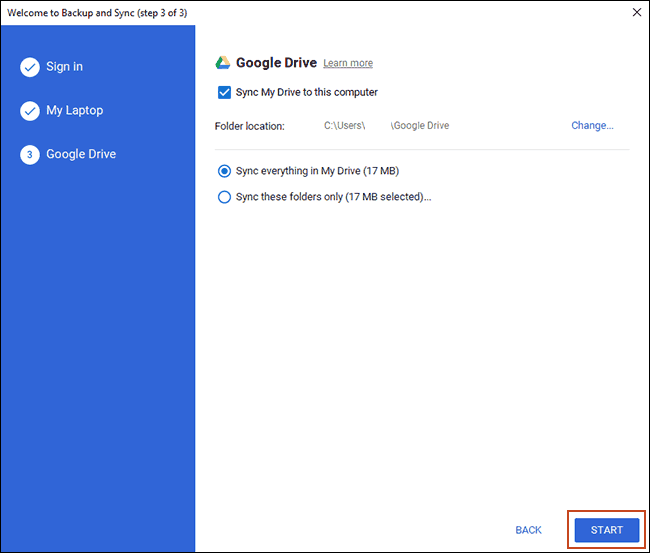 Welcome to Backup and Sync (step 3 of 3)
Sign in
My Laptop
3 Google Drive
Google Drive Learn more
Sync My Drive to this computer
Folder location: C:\Users\ \Google Drive Change...
Sync everything in My Drive (17 MB)
Sync these folders only (17 MB selected)...
BACK START